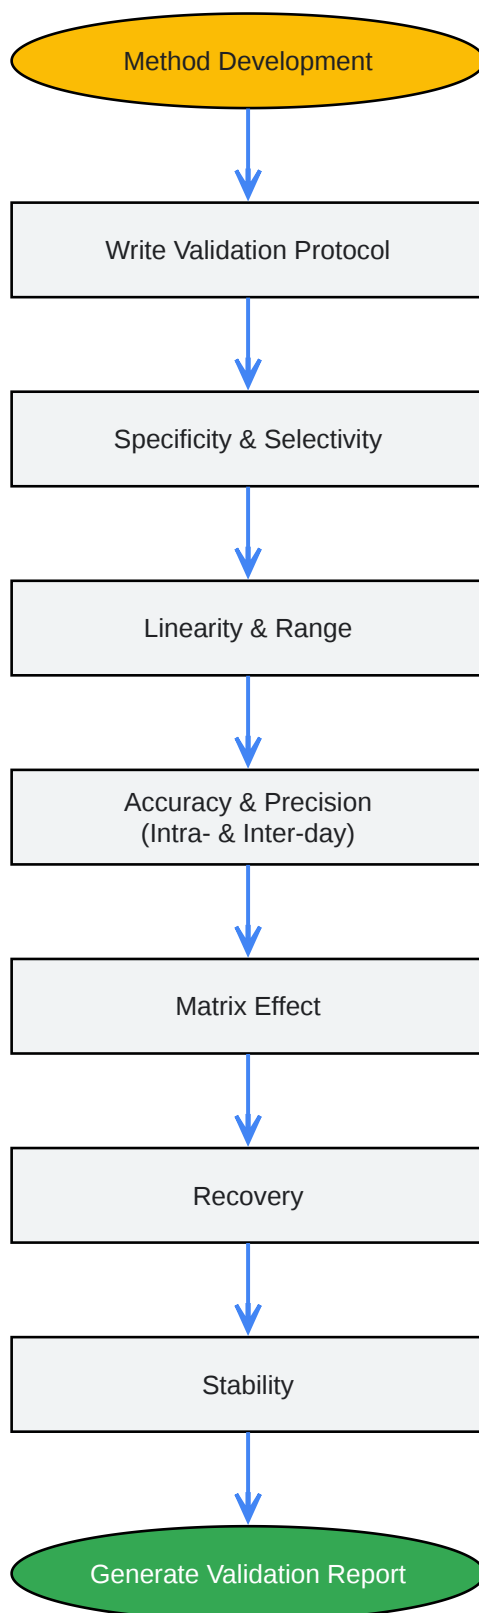 Method Development
Write Validation Protocol
Specificity & Selectivity
Linearity & Range
Accuracy & Precision
(Intra- & Inter-day)
Matrix Effect
Recovery
Stability
Generate Validation Report